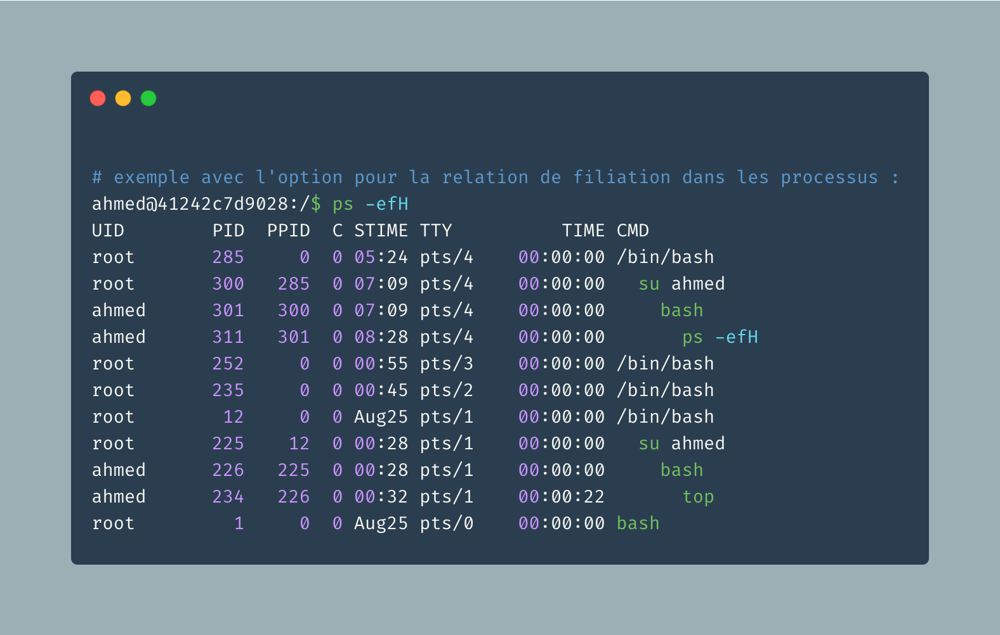 # exemple avec l'option pour la relation de filiation dans les processus :
ahmed@41242c7d9028:/$ ps -efH
UID        PID  PPID  C STIME TTY          TIME CMD
root       285     0  0 05:24 pts/4    00:00:00 /bin/bash
root       300   285  0 07:09 pts/4    00:00:00   su ahmed
ahmed      301   300  0 07:09 pts/4    00:00:00     bash
ahmed      311   301  0 08:28 pts/4    00:00:00       ps -efH
root       252     0  0 00:55 pts/3    00:00:00 /bin/bash
root       235     0  0 00:45 pts/2    00:00:00 /bin/bash
root        12     0  0 Aug25 pts/1    00:00:00 /bin/bash
root       225    12  0 00:28 pts/1    00:00:00   su ahmed
ahmed      226   225  0 00:28 pts/1    00:00:00     bash
ahmed      234   226  0 00:32 pts/1    00:00:22       top
root         1     0  0 Aug25 pts/0    00:00:00 bash